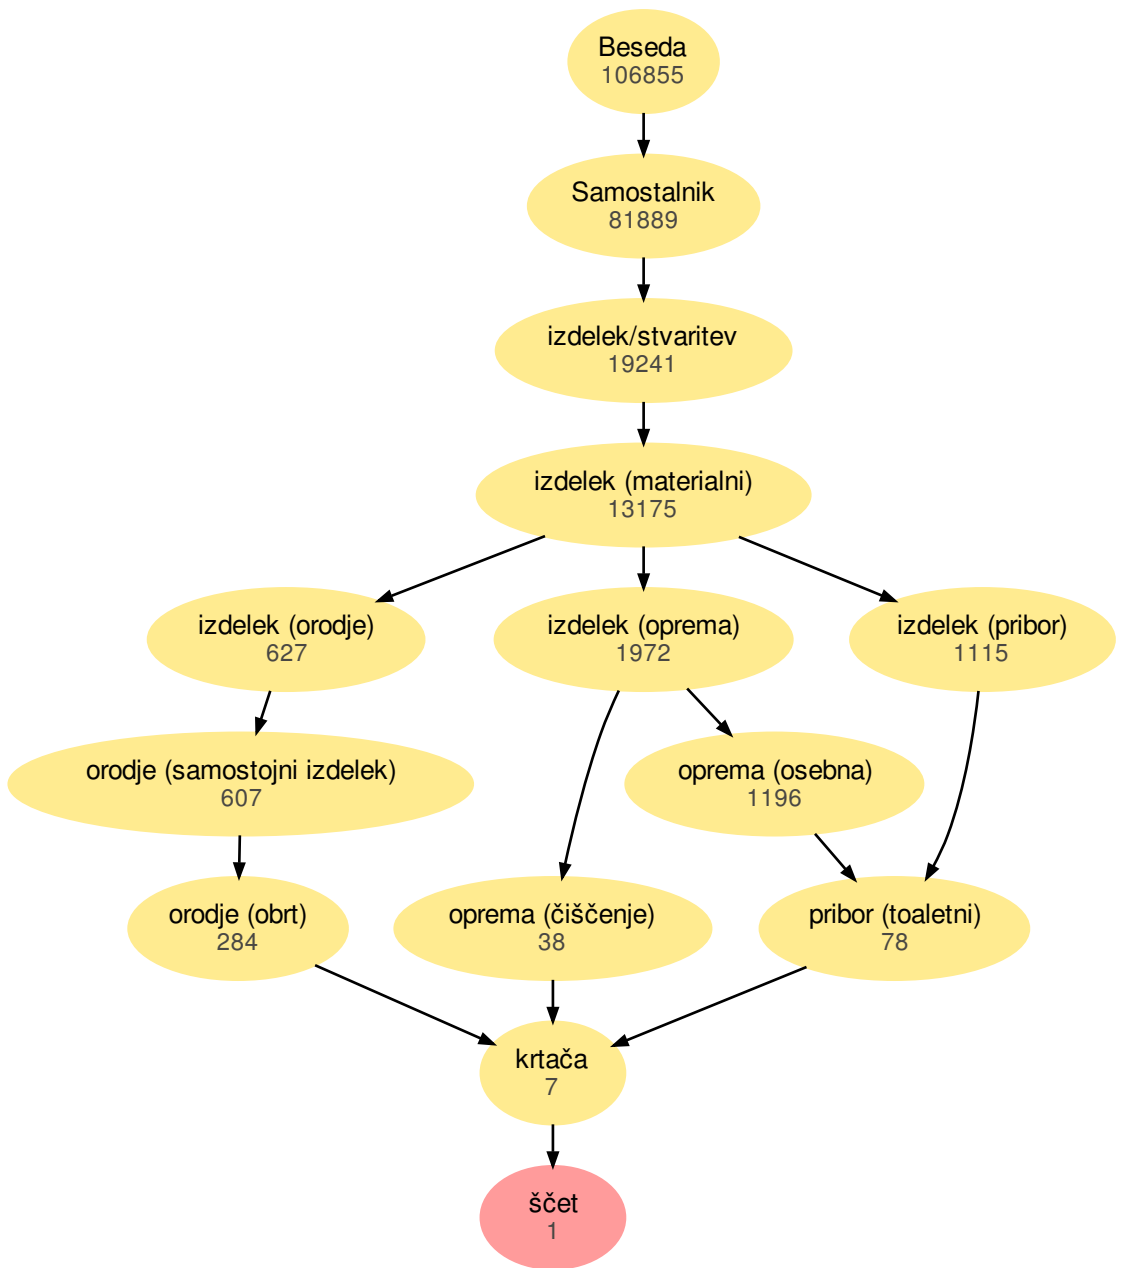 Beseda
106855
Samostalnik
81889
izdelek/stvaritev
19241
izdelek (materialni)
13175
izdelek (orodje)
627
izdelek (oprema)
1972
izdelek (pribor)
1115
orodje (samostojni izdelek)
607
oprema (osebna)
1196
orodje (obrt)
284
oprema (čiščenje)
38
pribor (toaletni)
78
krtača
7
ščet
1